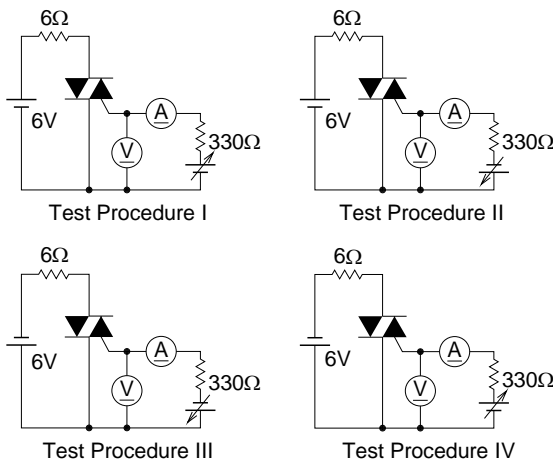 6Ω
6V
A
V
330Ω
Test Procedure I
6Ω
6V
A
V
330Ω
Test Procedure II
6Ω
6V
A
V
330Ω
Test Procedure III
6Ω
6V
A
V
330Ω
Test Procedure IV